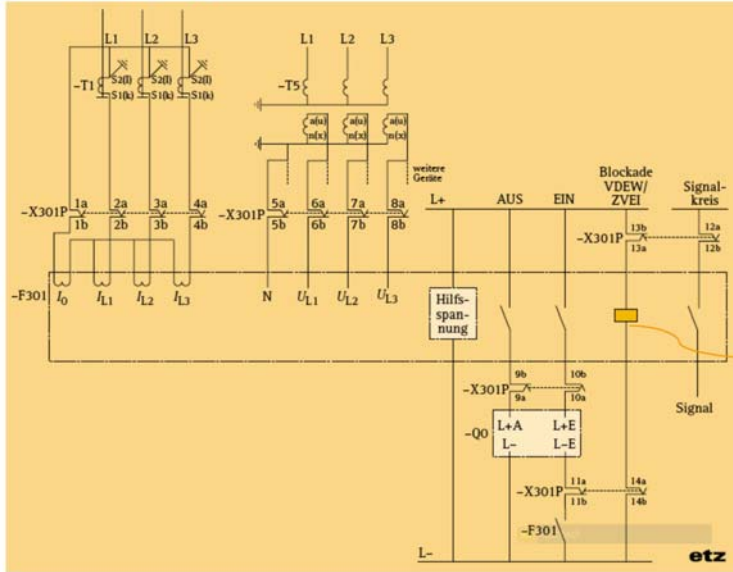 L1 L2 L3
L1 L2 L3
–T1
S2(l) S2(l) S2(l)
S1(k) S1(k) S1(k)
–T5
a(u) a(u) a(u)
n(x) n(x) n(x)
weitere
Geräte
–X301P
1a 2a 3a 4a
1b 2b 3b 4b
–X301P
5a 6a 7a 8a
5b 6b 7b 8b
L+
AUS
EIN
Blockade
VDEW/
ZVEI
Signal-
kreis
–X301P
13b 12a
13a 12b
–F301
I0 IL1 IL2 IL3
N UL1 UL2 UL3
Hilfs-
span-
nung
–X301P
9b 10b
9a 10a
Signal
–Q0
L+A L+E
L– L–E
–X301P
11a 14a
11b 14b
–F301
L–
etz